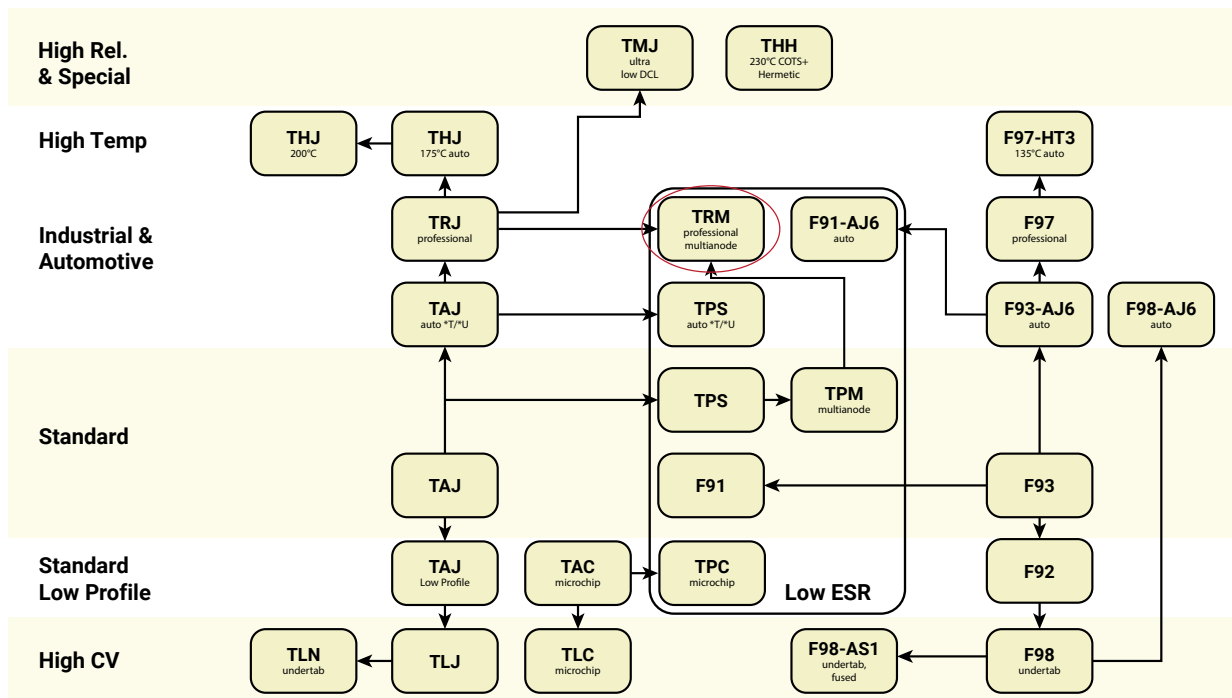 High Rel.
& Special
TMJ
ultra
low DCL
THH
230°C COTS+
Hermetic
High Temp
THJ
200°C
THJ
175°C auto
F97-HT3
135°C auto
Industrial &
Automotive
TRJ
professional
TRM
professional
multianode
F91-AJ6
auto
F97
professional
TAJ
auto *T/*U
TPS
auto *T/*U
F93-AJ6
auto
F98-AJ6
auto
Standard
TPS
TPM
multianode
TAJ
F91
F93
Standard
Low Profile
TAJ
Low Profile
TAC
microchip
TPC
microchip
Low ESR
F92
High CV
TLN
undertab
TLJ
TLC
microchip
F98-AS1
undertab,
fused
F98
undertab